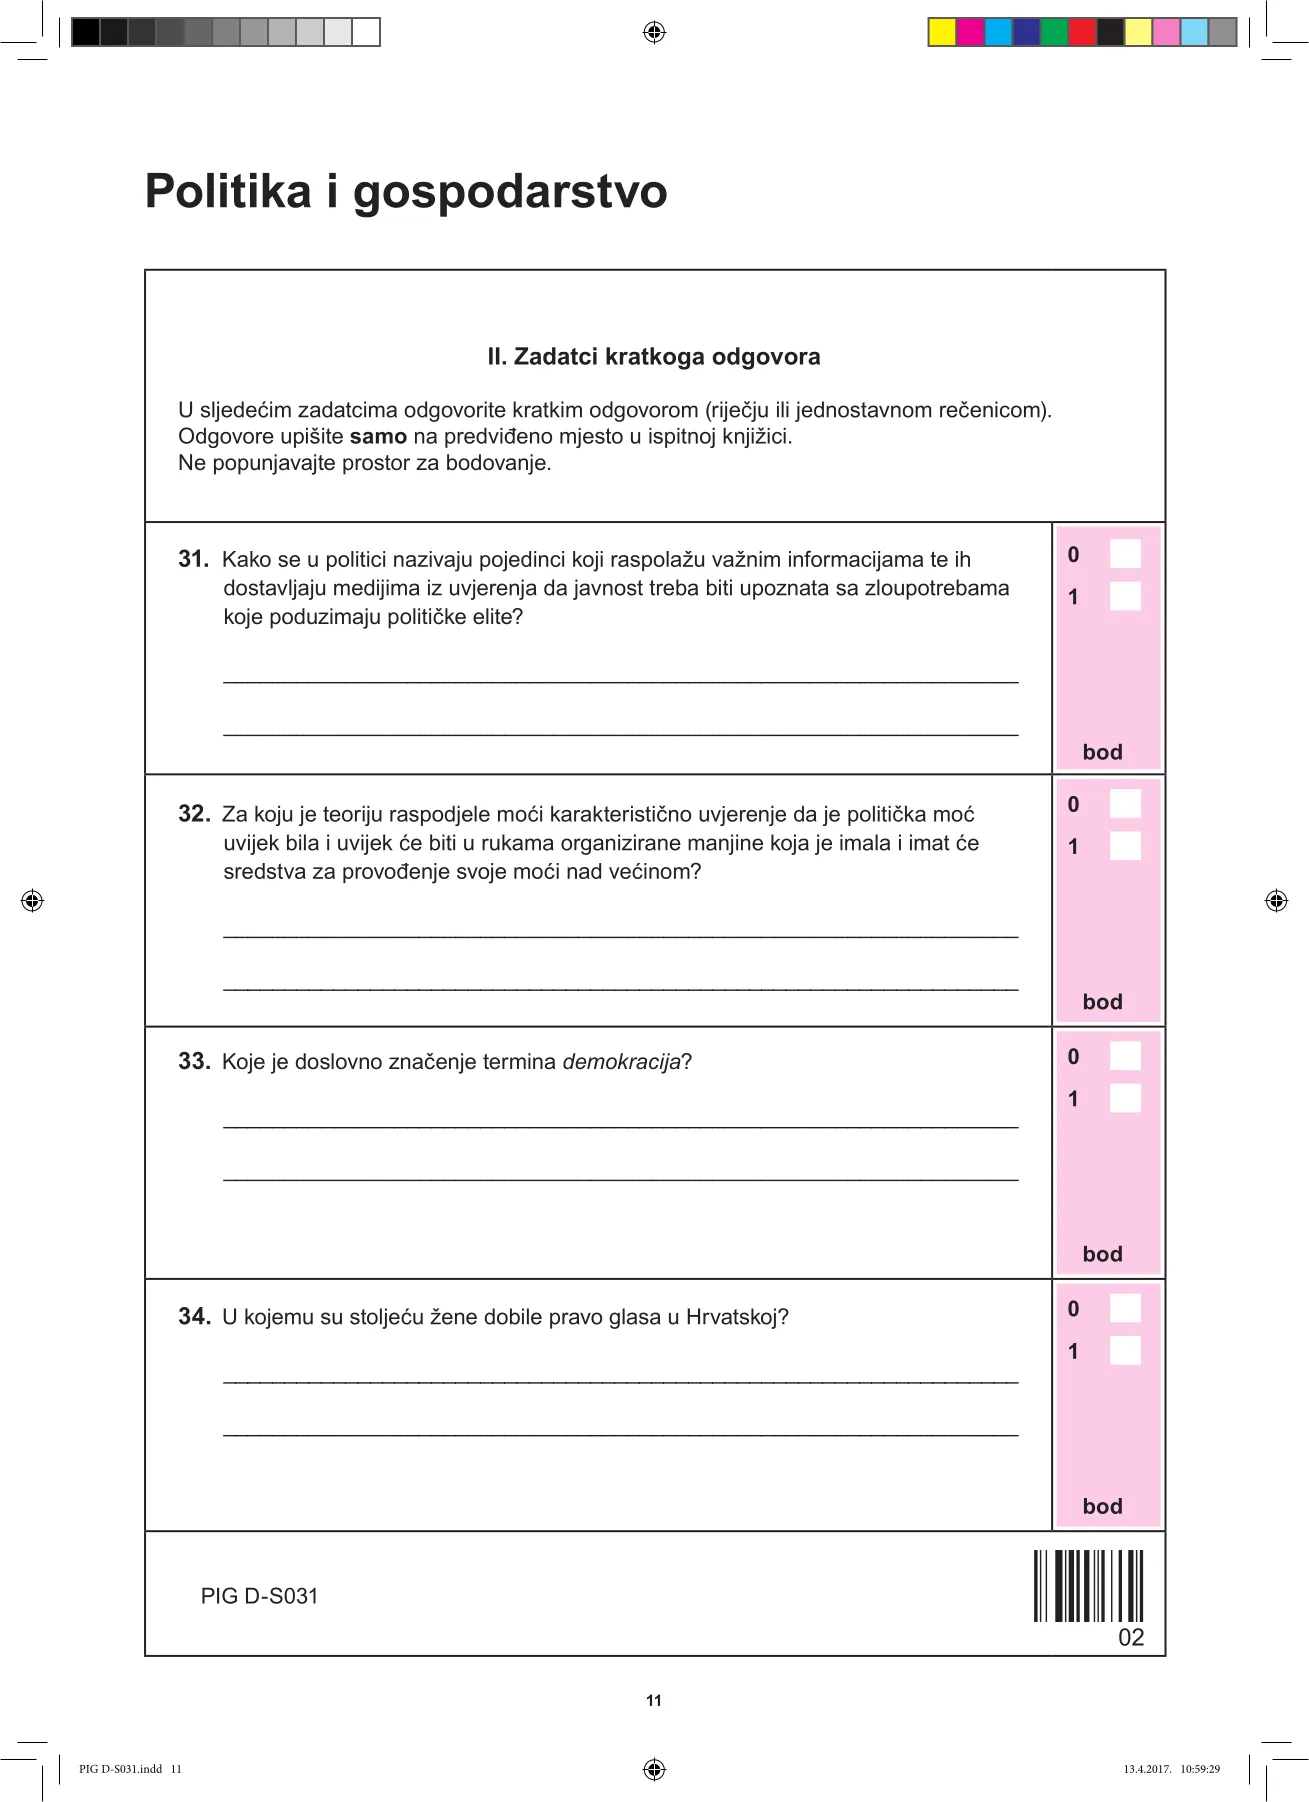 Politika i gospodarstvo
II. Zadatci kratkoga odgovora
U sljedećim zadatcima odgovorite kratkim odgovorom (riječju ili jednostavnom rečenicom).
Odgovore upišite samo na predviđeno mjesto u ispitnoj knjižici.
Ne popunjavajte prostor za bodovanje.
31. Kako se u politici nazivaju pojedinci koji raspolažu važnim informacijama te ih
dostavljaju medijima iz uvjerenja da javnost treba biti upoznata sa zloupotrebama
koje poduzimaju političke elite?
0
1
bod
32. Za koju je teoriju raspodjele moći karakteristično uvjerenje da je politička moć
uvijek bila i uvijek će biti u rukama organizirane manjine koja je imala i imat će
sredstva za provođenje svoje moći nad većinom?
0
1
bod
33. Koje je doslovno značenje termina demokracija?
0
1
bod
34. U kojemu su stoljeću žene dobile pravo glasa u Hrvatskoj?
0
1
bod
PIG D-S031
02
11
PIG D-S031.indd 11
13.4.2017. 10:59:29